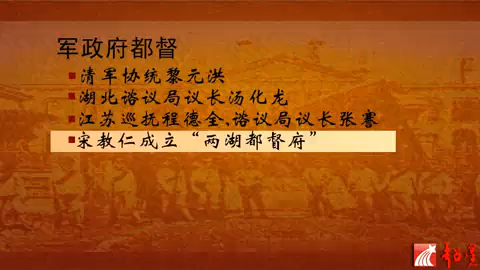 军政府都督
清军协统黎元洪
湖北谘议局议长汤化龙
江苏巡抚程德全、谘议局议长张謇
宋教仁成立“两湖都督府”